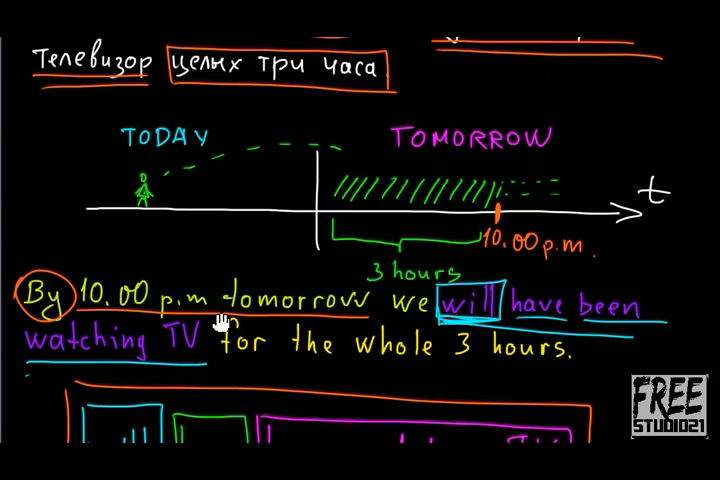 Телевизор целых три часа
TODAY
TOMORROW
t
10.00 p.m.
3 hours
By 10.00 p.m tomorrow we will have been
watching TV for the whole 3 hours.
FREE
STUDIO21